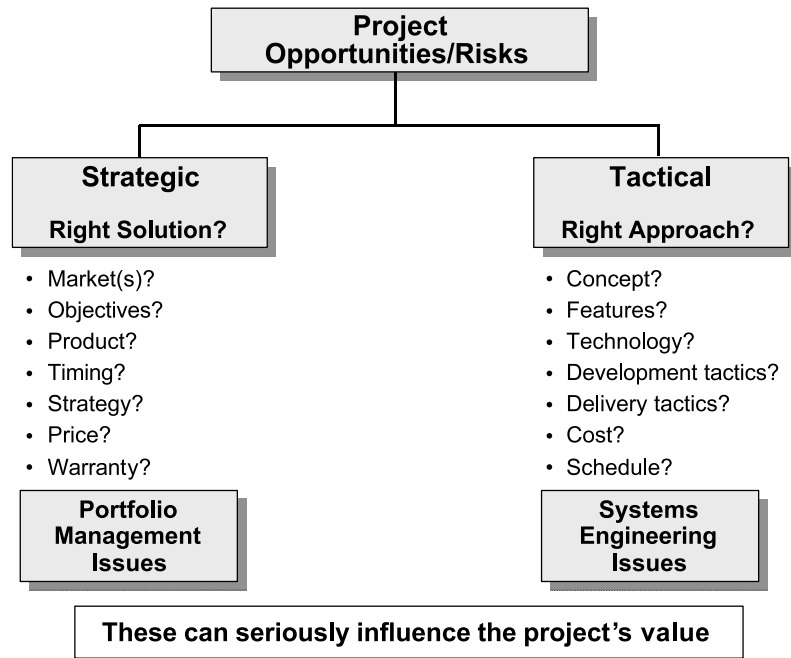 Project
Opportunities/Risks
Strategic
Right Solution?
• Market(s)?
• Objectives?
• Product?
• Timing?
• Strategy?
• Price?
• Warranty?
Portfolio
Management
Issues
Tactical
Right Approach?
• Concept?
• Features?
• Technology?
• Development tactics?
• Delivery tactics?
• Cost?
• Schedule?
Systems
Engineering
Issues
These can seriously influence the project's value